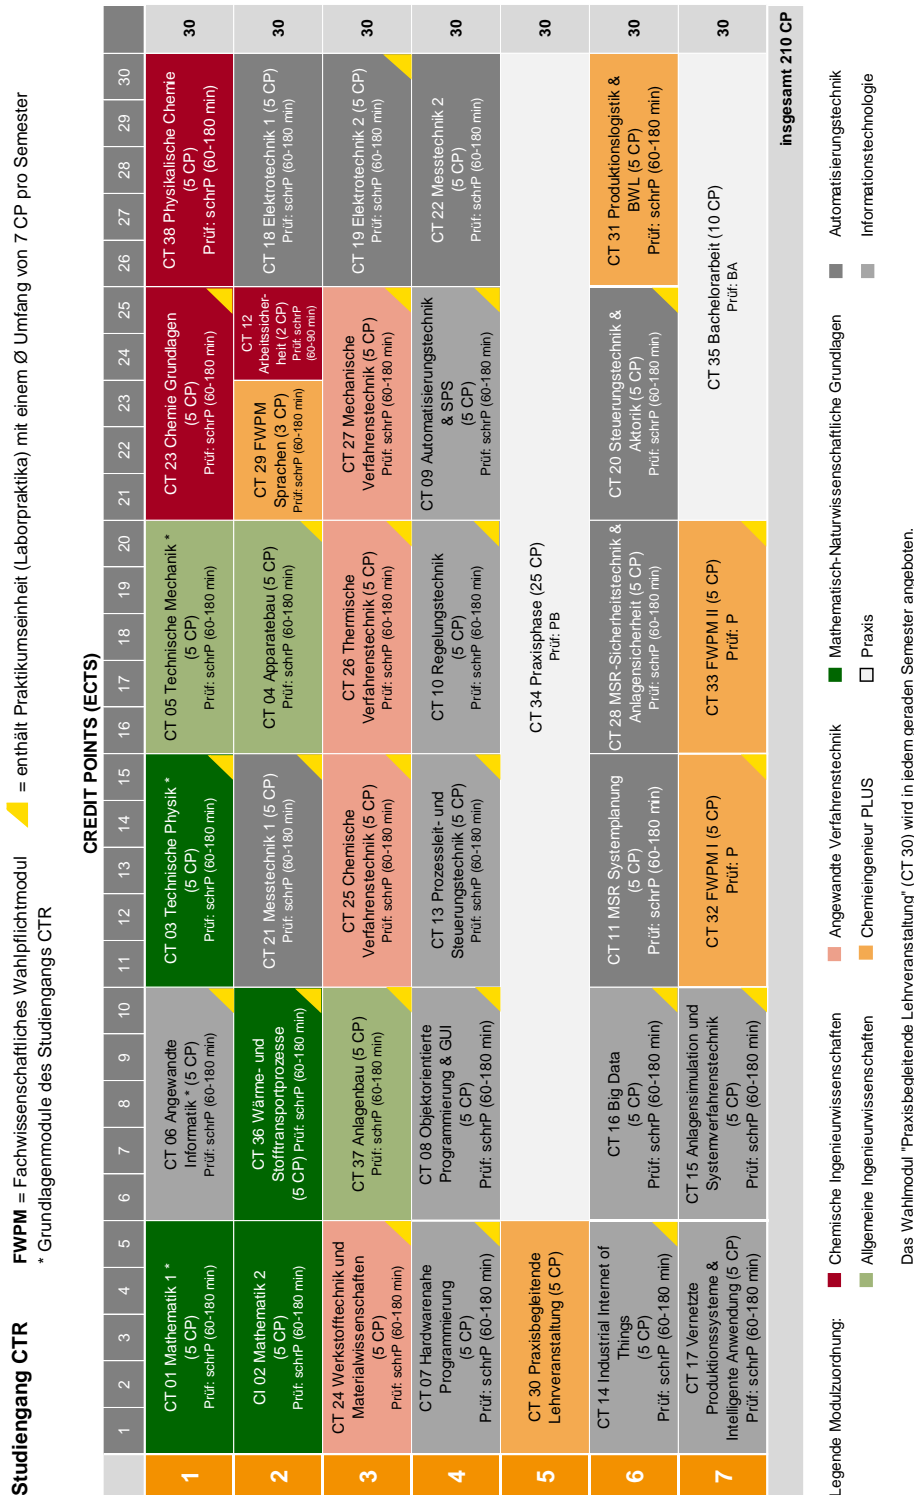 Studiengang CTR
FWPM = Fachwissenschaftliches Wahlpflichtmodul
= enthält Praktikumseinheit (Laborpraktika) mit einem Ø Umfang von 7 CP pro Semester
* Grundlagenmodule des Studiengangs CTR
CREDIT POINTS (ECTS)
1 2 3 4 5 6 7 8 9 10 11 12 13 14 15 16 17 18 19 20 21 22 23 24 25 26 27 28 29 30
1
CT 01 Mathematik 1 *
(5 CP)
Prüf: schrP (60-180 min)
CT 06 Angewandte
Informatik * (5 CP)
Prüf: schrP (60-180 min)
CT 03 Technische Physik *
(5 CP)
Prüf: schrP (60-180 min)
CT 05 Technische Mechanik *
(5 CP)
Prüf: schrP (60-180 min)
CT 23 Chemie Grundlagen
(5 CP)
Prüf: schrP (60-180 min)
CT 38 Physikalische Chemie
(5 CP)
Prüf: schrP (60-180 min)
30
2
CI 02 Mathematik 2
(5 CP)
Prüf: schrP (60-180 min)
CT 36 Wärme- und
Stofftransportprozesse
(5 CP) Prüf: schrP (60-180 min)
CT 21 Messtechnik 1 (5 CP)
Prüf: schrP (60-180 min)
CT 04 Apparatebau (5 CP)
Prüf: schrP (60-180 min)
CT 29 FWPM
Sprachen (3 CP)
Prüf: schrP (60-180 min)
CT 12
Arbeitssicher-
heit (2 CP)
Prüf: schrP
(60-90 min)
CT 18 Elektrotechnik 1 (5 CP)
Prüf: schrP (60-180 min)
30
3
CT 24 Werkstofftechnik und
Materialwissenschaften
(5 CP)
Prüf: schrP (60-180 min)
CT 37 Anlagenbau (5 CP)
Prüf: schrP (60-180 min)
CT 25 Chemische
Verfahrenstechnik (5 CP)
Prüf: schrP (60-180 min)
CT 26 Thermische
Verfahrenstechnik (5 CP)
Prüf: schrP (60-180 min)
CT 27 Mechanische
Verfahrenstechnik (5 CP)
Prüf: schrP (60-180 min)
CT 19 Elektrotechnik 2 (5 CP)
Prüf: schrP (60-180 min)
30
4
CT 07 Hardwarenahe
Programmierung
(5 CP)
Prüf: schrP (60-180 min)
CT 08 Objektorientierte
Programmierung & GUI
(5 CP)
Prüf: schrP (60-180 min)
CT 13 Prozessleit- und
Steuerungstechnik (5 CP)
Prüf: schrP (60-180 min)
CT 10 Regelungstechnik
(5 CP)
Prüf: schrP (60-180 min)
CT 09 Automatisierungstechnik
& SPS
(5 CP)
Prüf: schrP (60-180 min)
CT 22 Messtechnik 2
(5 CP)
Prüf: schrP (60-180 min)
30
5
CT 30 Praxisbegleitende
Lehrveranstaltung (5 CP)
CT 34 Praxisphase (25 CP)
Prüf: PB
30
6
CT 14 Industrial Internet of
Things
(5 CP)
Prüf: schrP (60-180 min)
CT 16 Big Data
(5 CP)
Prüf: schrP (60-180 min)
CT 11 MSR Systemplanung
(5 CP)
Prüf: schrP (60-180 min)
CT 28 MSR-Sicherheitstechnik &
Anlagensicherheit (5 CP)
Prüf: schrP (60-180 min)
CT 20 Steuerungstechnik &
Aktorik (5 CP)
Prüf: schrP (60-180 min)
CT 31 Produktionslogistik &
BWL (5 CP)
Prüf: schrP (60-180 min)
30
7
CT 17 Vernetzte
Produktionssysteme &
Intelligente Anwendung (5 CP)
Prüf: schrP (60-180 min)
CT 15 Anlagensimulation und
Systemverfahrenstechnik
(5 CP)
Prüf: schrP (60-180 min)
CT 32 FWPM I (5 CP)
Prüf: P
CT 33 FWPM II (5 CP)
Prüf: P
CT 35 Bachelorarbeit (10 CP)
Prüf: BA
30
insgesamt 210 CP
Legende Modulzuordnung:
Chemische Ingenieurwissenschaften
Angewandte Verfahrenstechnik
Mathematisch-Naturwissenschaftliche Grundlagen
Automatisierungstechnik
Allgemeine Ingenieurwissenschaften
Chemieingenieur PLUS
Praxis
Informationstechnologie
Das Wahlmodul "Praxisbegleitende Lehrveranstaltung" (CT 30) wird in jedem geraden Semester angeboten.